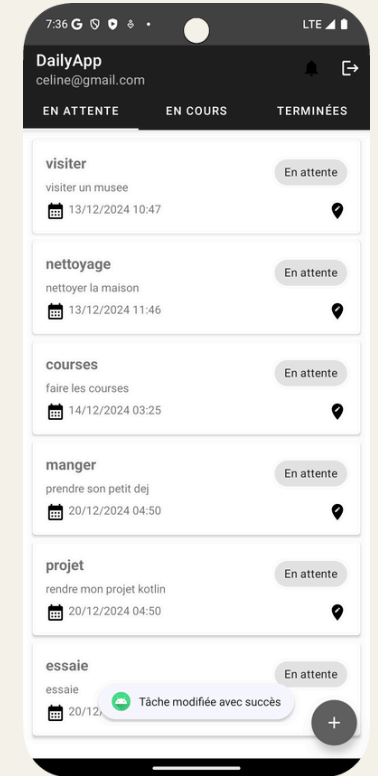 7:36 G
LTE
DailyApp
celine@gmail.com
EN ATTENTE EN COURS TERMINÉES
visiter
En attente
visiter un musee
13/12/2024 10:47
nettoyage
En attente
nettoyer la maison
13/12/2024 11:46
courses
En attente
faire les courses
14/12/2024 03:25
manger
En attente
prendre son petit dej
20/12/2024 04:50
projet
En attente
rendre mon projet kotlin
20/12/2024 04:50
essaie
En attente
essaie
Tâche modifiée avec succès
20/12/
+